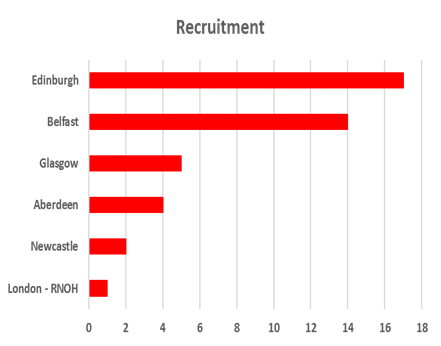 Recruitment
Edinburgh
Belfast
Glasgow
Aberdeen
Newcastle
London - RNOH
0 2 4 6 8 10 12 14 16 18